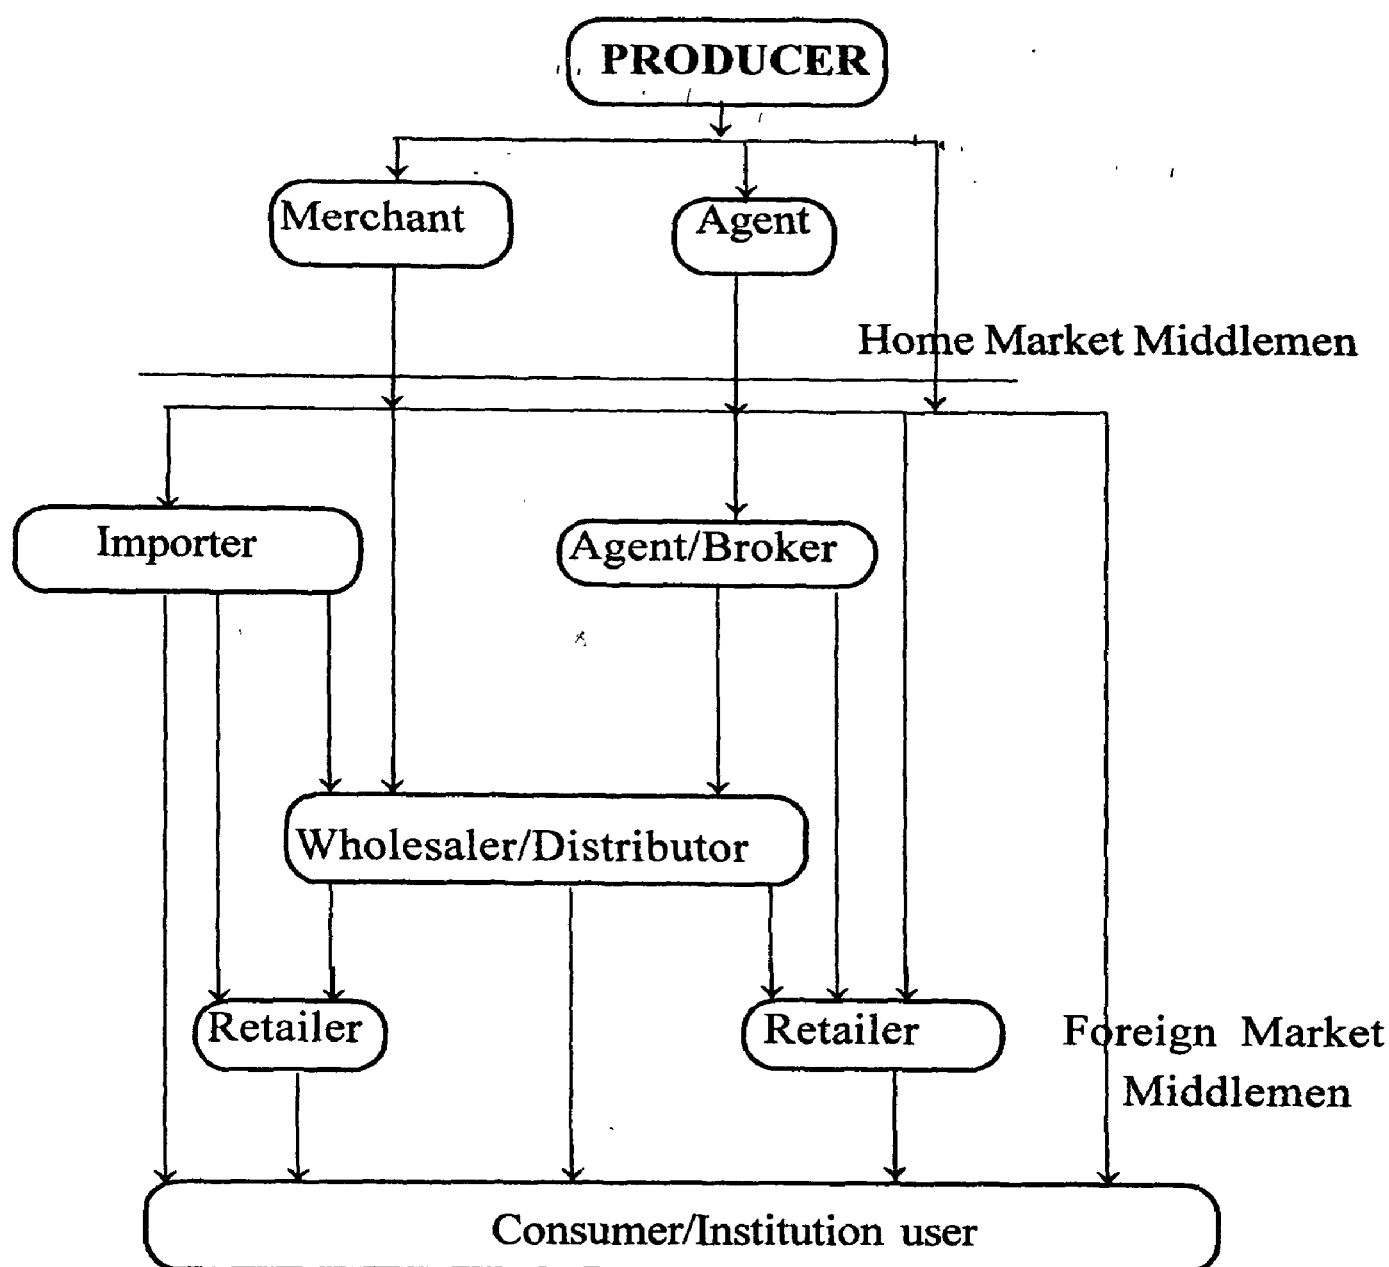 PRODUCER
Merchant
Agent
Home Market Middlemen
Importer
Agent/Broker
Wholesaler/Distributor
Retailer
Retailer
Foreign Market
Middlemen
Consumer/Institution user